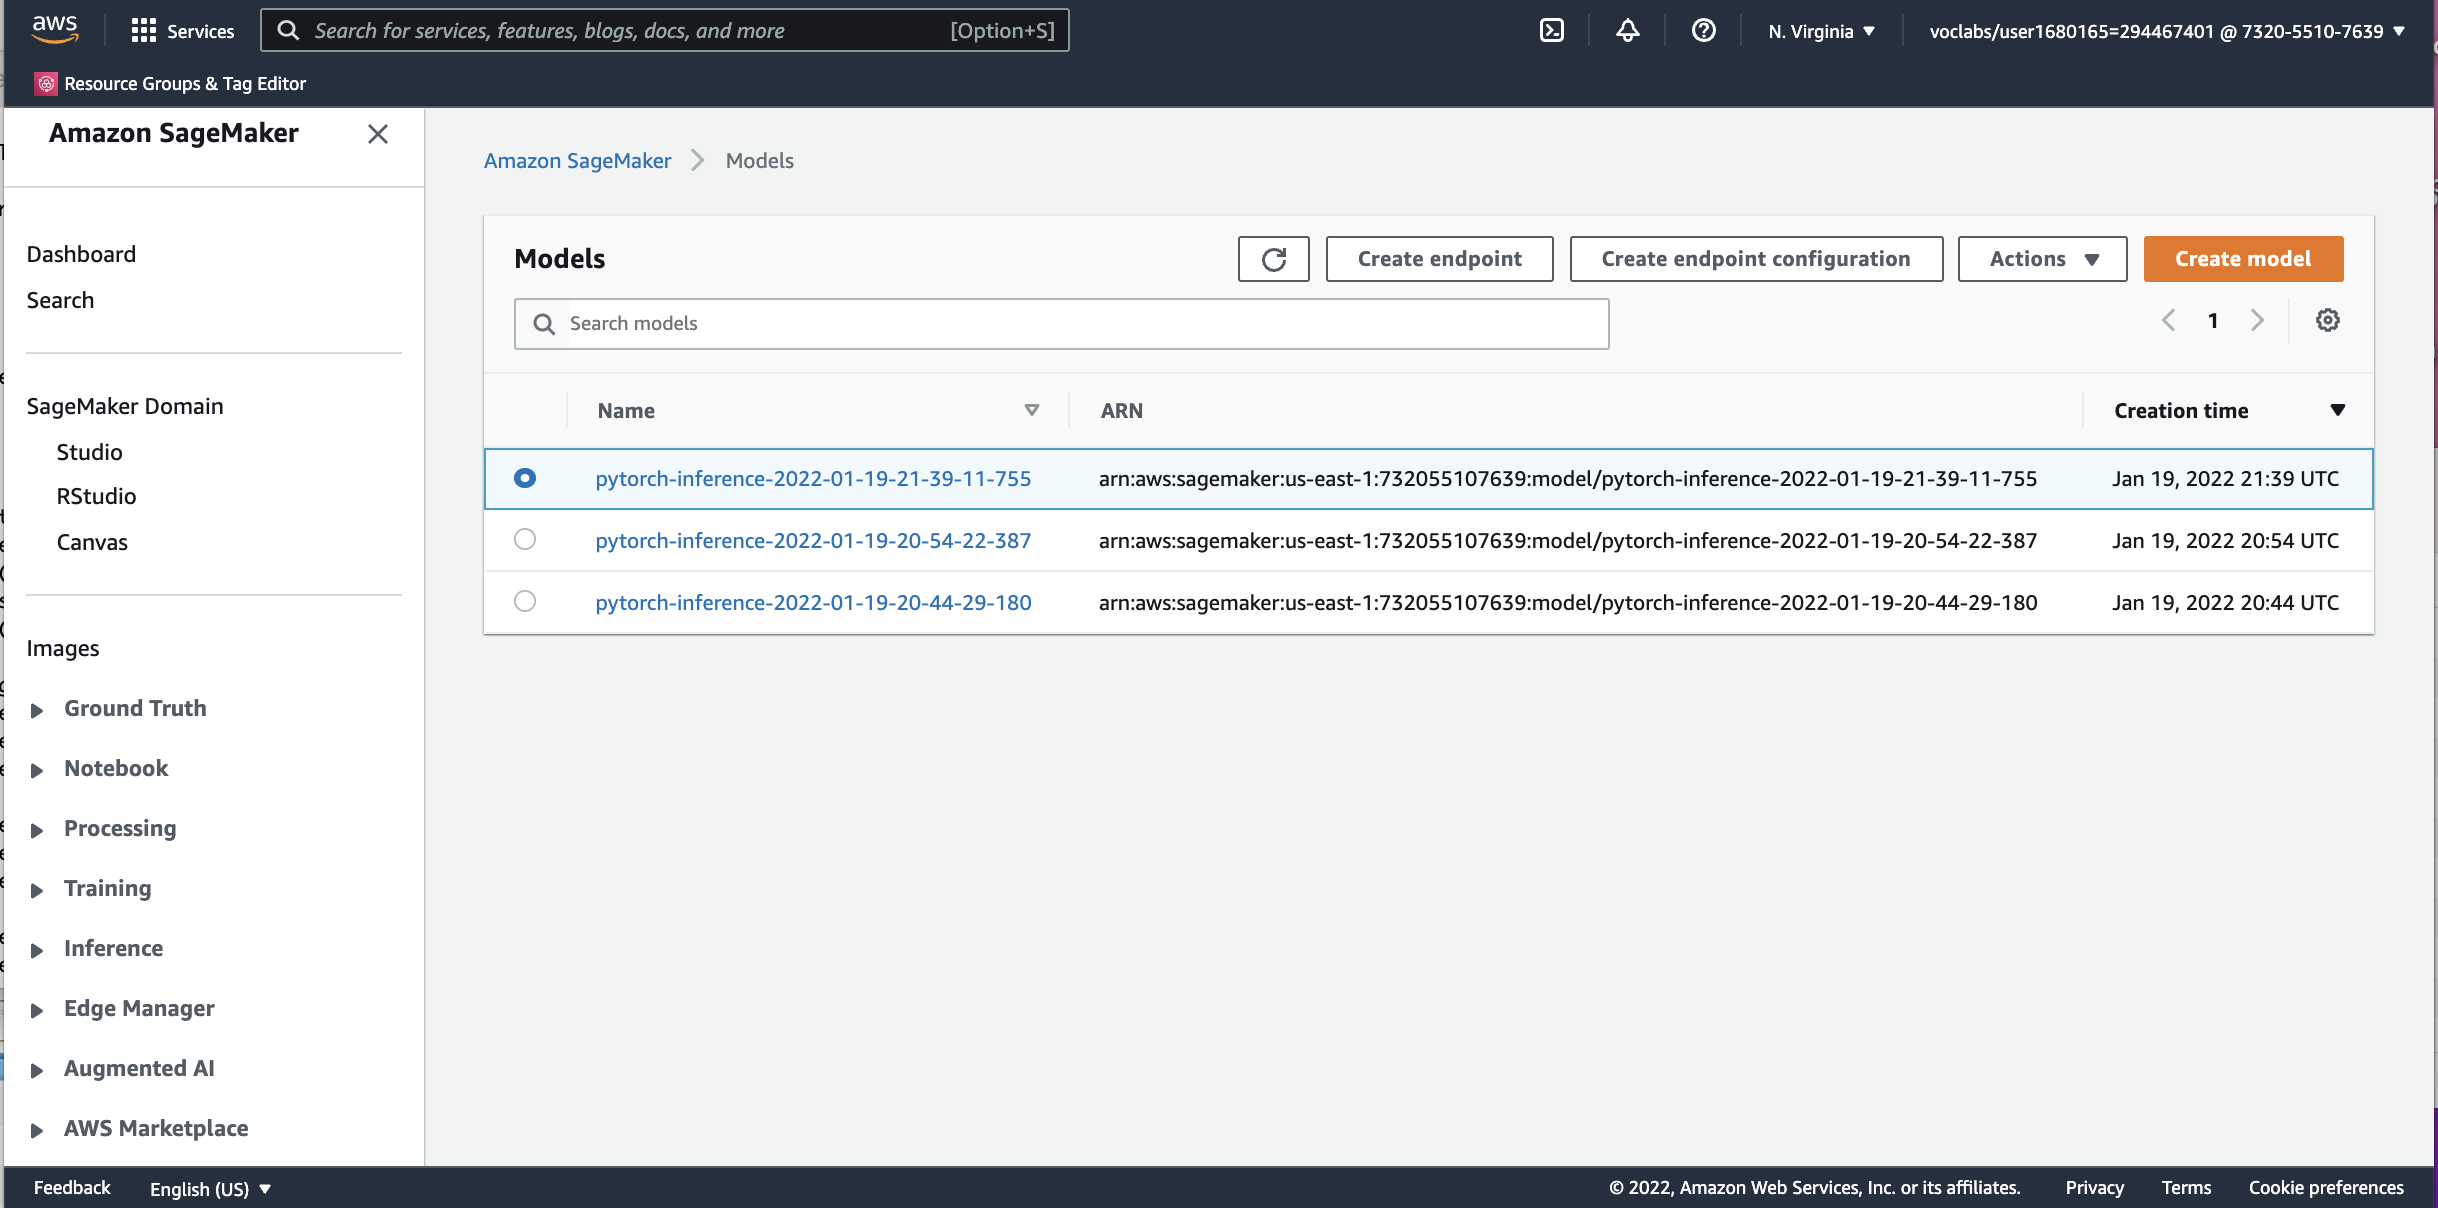 aws
Services
Search for services, features, blogs, docs, and more
[Option+S]
N. Virginia
voclabs/user1680165=294467401 @ 7320-5510-7639
Resource Groups & Tag Editor
Amazon SageMaker
Dashboard
Search
SageMaker Domain
Studio
RStudio
Canvas
Images
Ground Truth
Notebook
Processing
Training
Inference
Edge Manager
Augmented AI
AWS Marketplace
Amazon SageMaker
Models
Models
Create endpoint
Create endpoint configuration
Actions
Create model
Search models
1
Name
ARN
Creation time
pytorch-inference-2022-01-19-21-39-11-755
arn:aws:sagemaker:us-east-1:732055107639:model/pytorch-inference-2022-01-19-21-39-11-755
Jan 19, 2022 21:39 UTC
pytorch-inference-2022-01-19-20-54-22-387
arn:aws:sagemaker:us-east-1:732055107639:model/pytorch-inference-2022-01-19-20-54-22-387
Jan 19, 2022 20:54 UTC
pytorch-inference-2022-01-19-20-44-29-180
arn:aws:sagemaker:us-east-1:732055107639:model/pytorch-inference-2022-01-19-20-44-29-180
Jan 19, 2022 20:44 UTC
Feedback
English (US)
© 2022, Amazon Web Services, Inc. or its affiliates.
Privacy
Terms
Cookie preferences